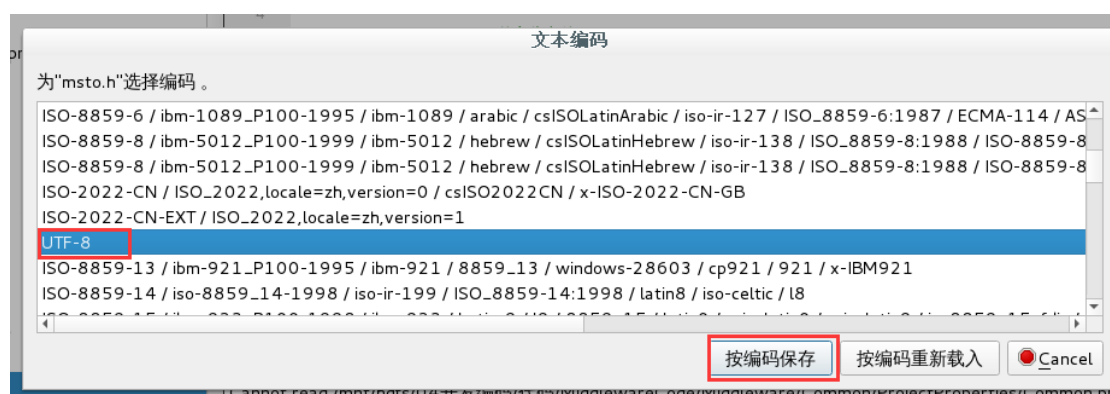 4
文本编码
为"msto.h"选择编码 。
ISO-8859-6 / ibm-1089_P100-1995 / ibm-1089 / arabic / csISOLatinArabic / iso-ir-127 / ISO_8859-6:1987 / ECMA-114 / AS
ISO-8859-8 / ibm-5012_P100-1999 / ibm-5012 / hebrew / csISOLatinHebrew / iso-ir-138 / ISO_8859-8:1988 / ISO-8859-8
ISO-8859-8 / ibm-5012_P100-1999 / ibm-5012 / hebrew / csISOLatinHebrew / iso-ir-138 / ISO_8859-8:1988 / ISO-8859-8
ISO-2022-CN / ISO_2022,locale=zh,version=0 / csISO2022CN / x-ISO-2022-CN-GB
ISO-2022-CN-EXT / ISO_2022,locale=zh,version=1
UTF-8
ISO-8859-13 / ibm-921_P100-1995 / ibm-921 / 8859_13 / windows-28603 / cp921 / 921 / x-IBM921
ISO-8859-14 / iso-8859_14-1998 / iso-ir-199 / ISO_8859-14:1998 / latin8 / iso-celtic / l8
按编码保存 按编码重新载入 Cancel